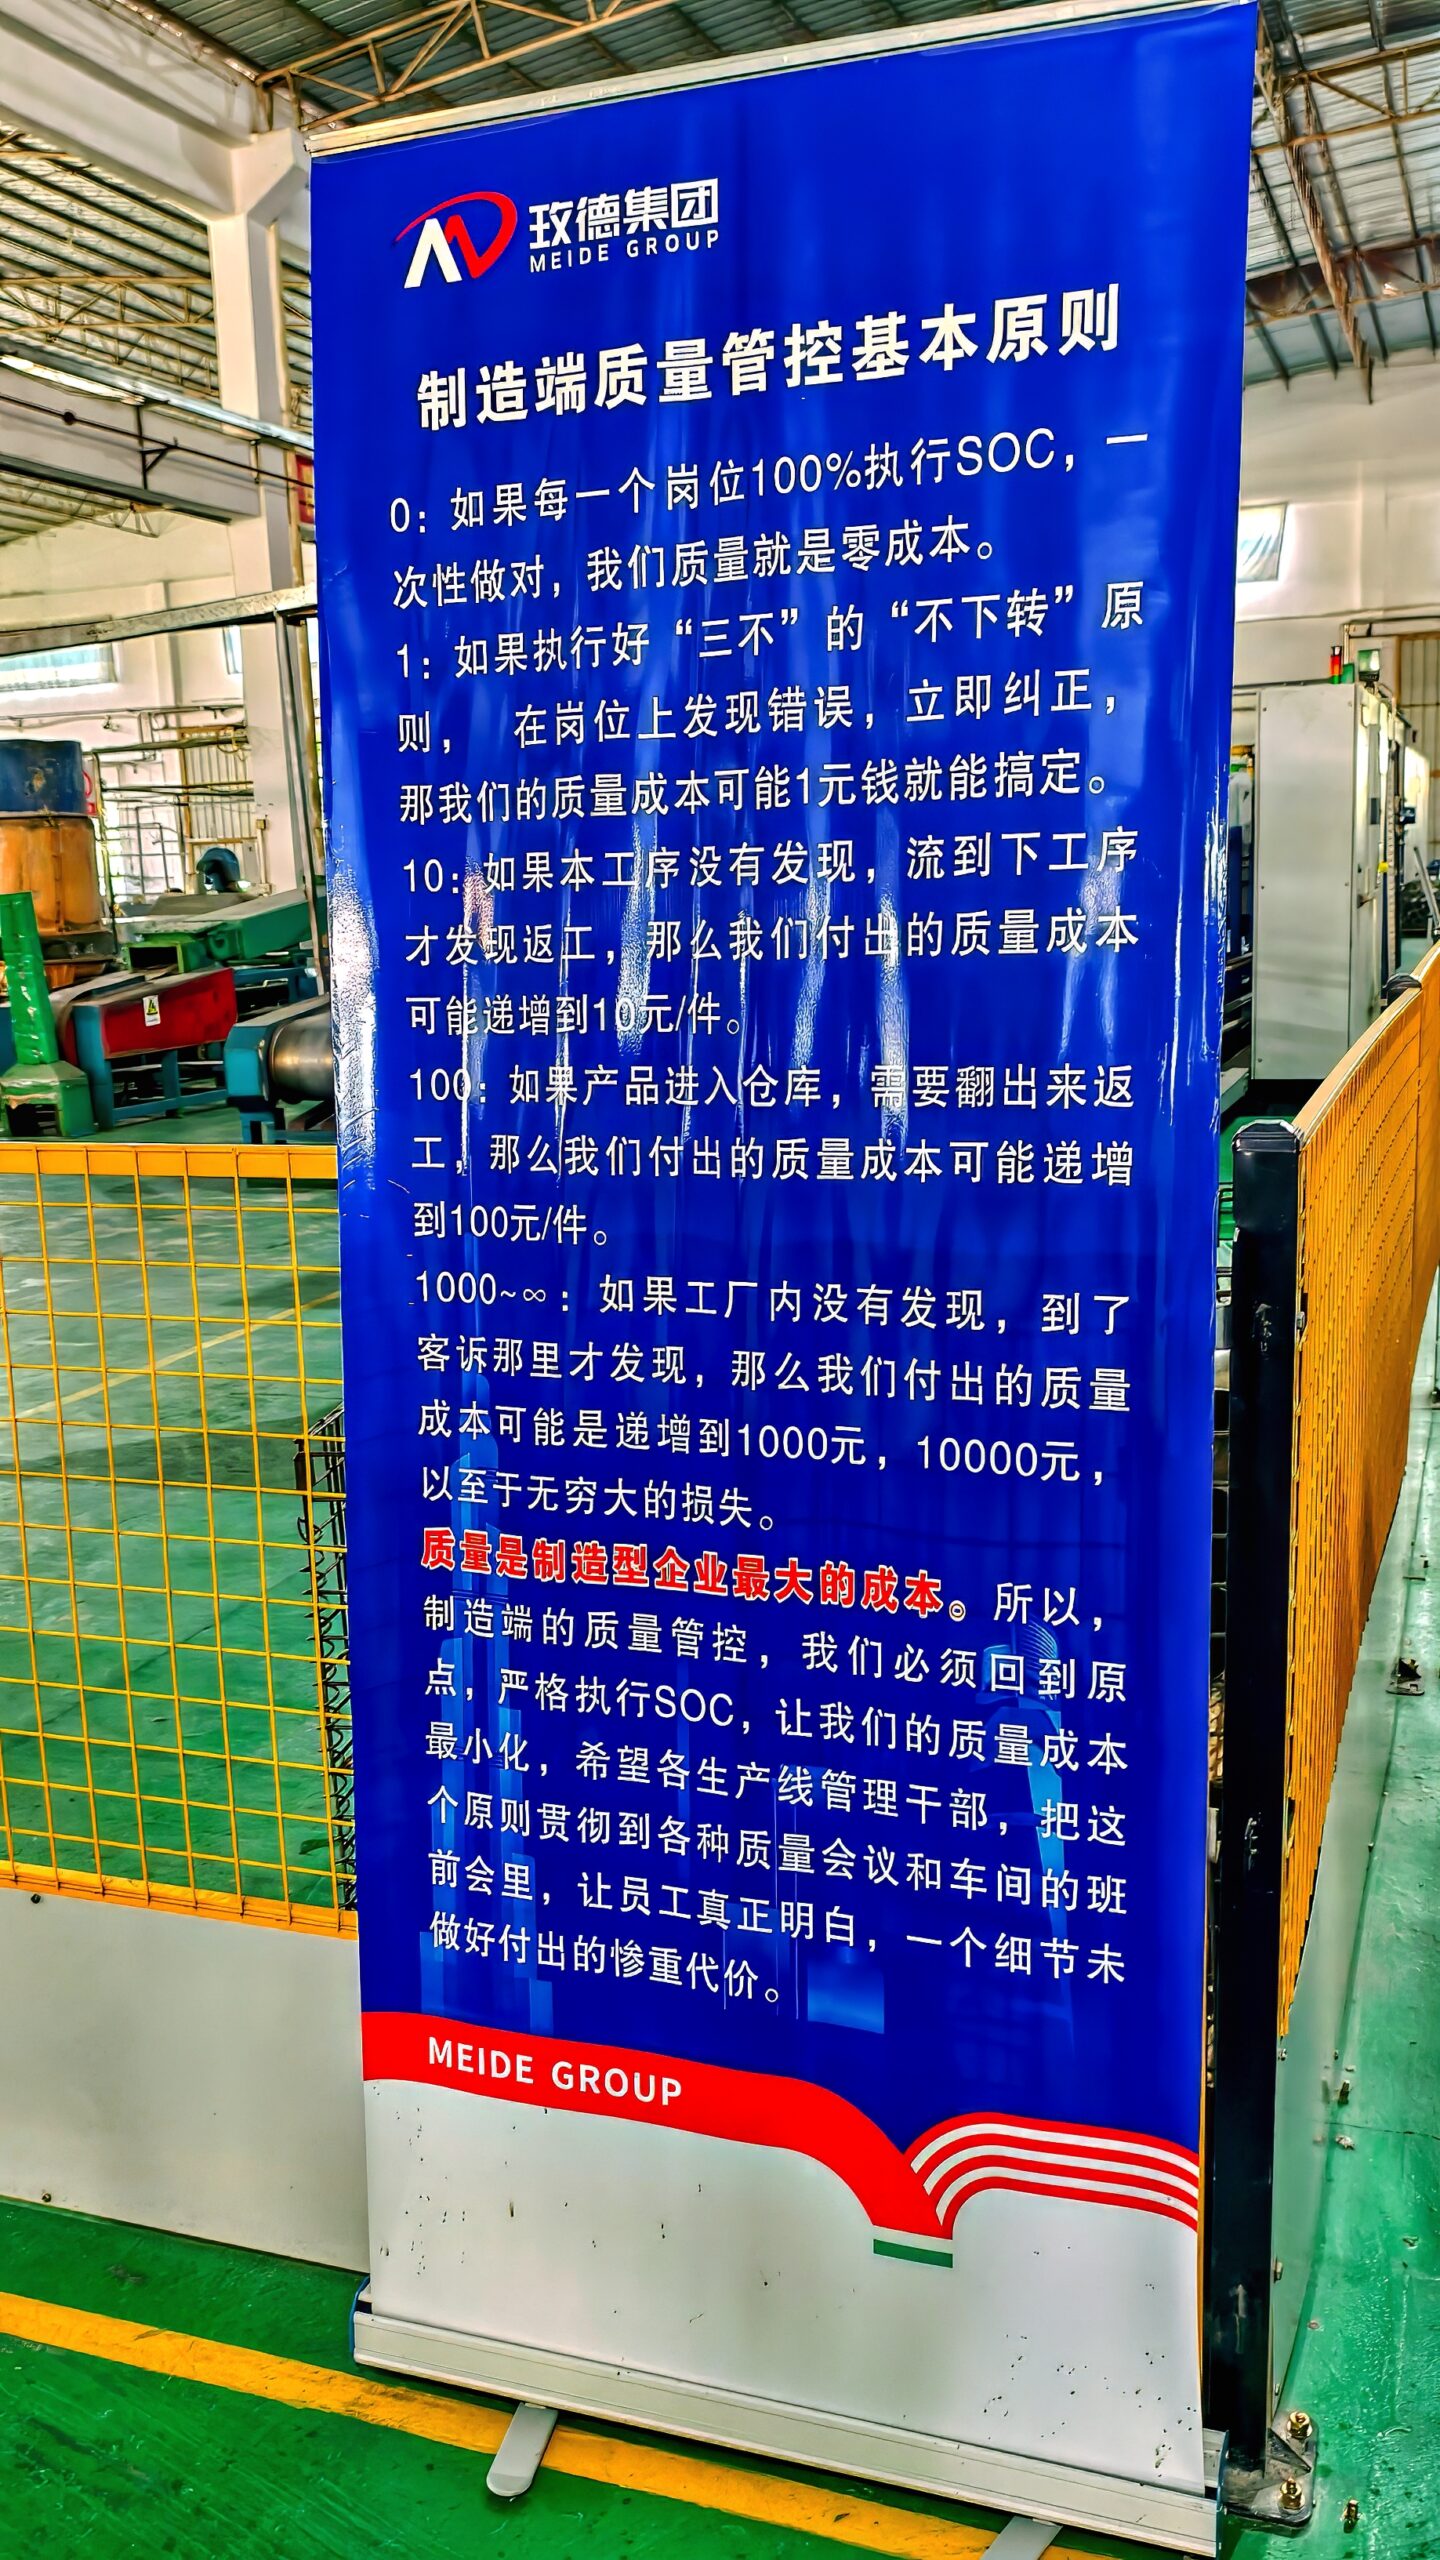 玫德集团
MEIDE GROUP
制造端质量管控基本原则
0：如果每一个岗位100%执行SOC，一
次性做对，我们质量就是零成本。
1：如果执行好“三不”的“不下转”原
则， 在岗位上发现错误，立即纠正，
那我们的质量成本可能1元钱就能搞定。
10：如果本工序没有发现，流到下工序
才发现返工，那么我们付出的质量成本
可能递增到10元/件。
100：如果产品进入仓库，需要翻出来返
工，那么我们付出的质量成本可能递增
到100元/件。
1000~∞：如果工厂内没有发现，到了
客诉那里才发现，那么我们付出的质量
成本可能是递增到1000元，10000元，
以至于无穷大的损失。
质量是制造型企业最大的成本。所以，
制造端的质量管控，我们必须回到原
点，严格执行SOC，让我们的质量成本
最小化，希望各生产线管理干部，把这
个原则贯彻到各种质量会议和车间的班
前会里，让员工真正明白，一个细节未
做好付出的惨重代价。
MEIDE GROUP